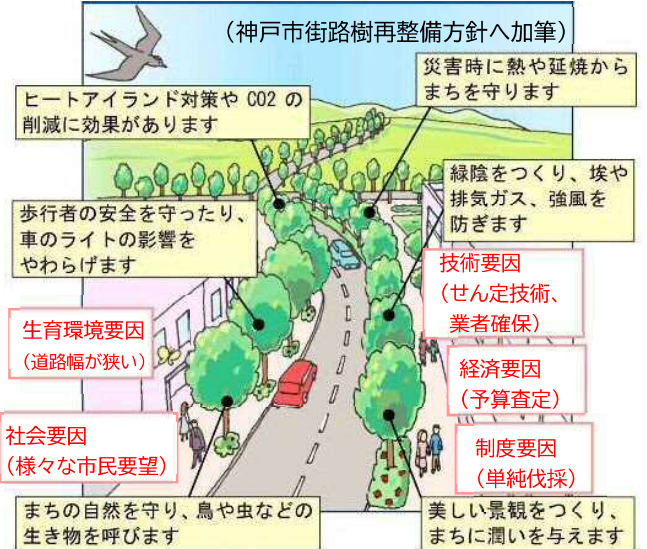 （神戸市街路樹再整備方針へ加筆）
災害時に熱や延焼から
まちを守ります
ヒートアイランド対策や CO2 の
削減に効果があります
緑陰をつくり、埃や
排気ガス、強風を
防ぎます
歩行者の安全を守ったり、
車のライトの影響を
やわらげます
技術要因
（せん定技術、
業者確保）
生育環境要因
（道路幅が狭い）
経済要因
（予算査定）
社会要因
（様々な市民要望）
制度要因
（単純伐採）
まちの自然を守り、鳥や虫などの
生き物を呼びます
美しい景観をつくり、
まちに潤いを与えます